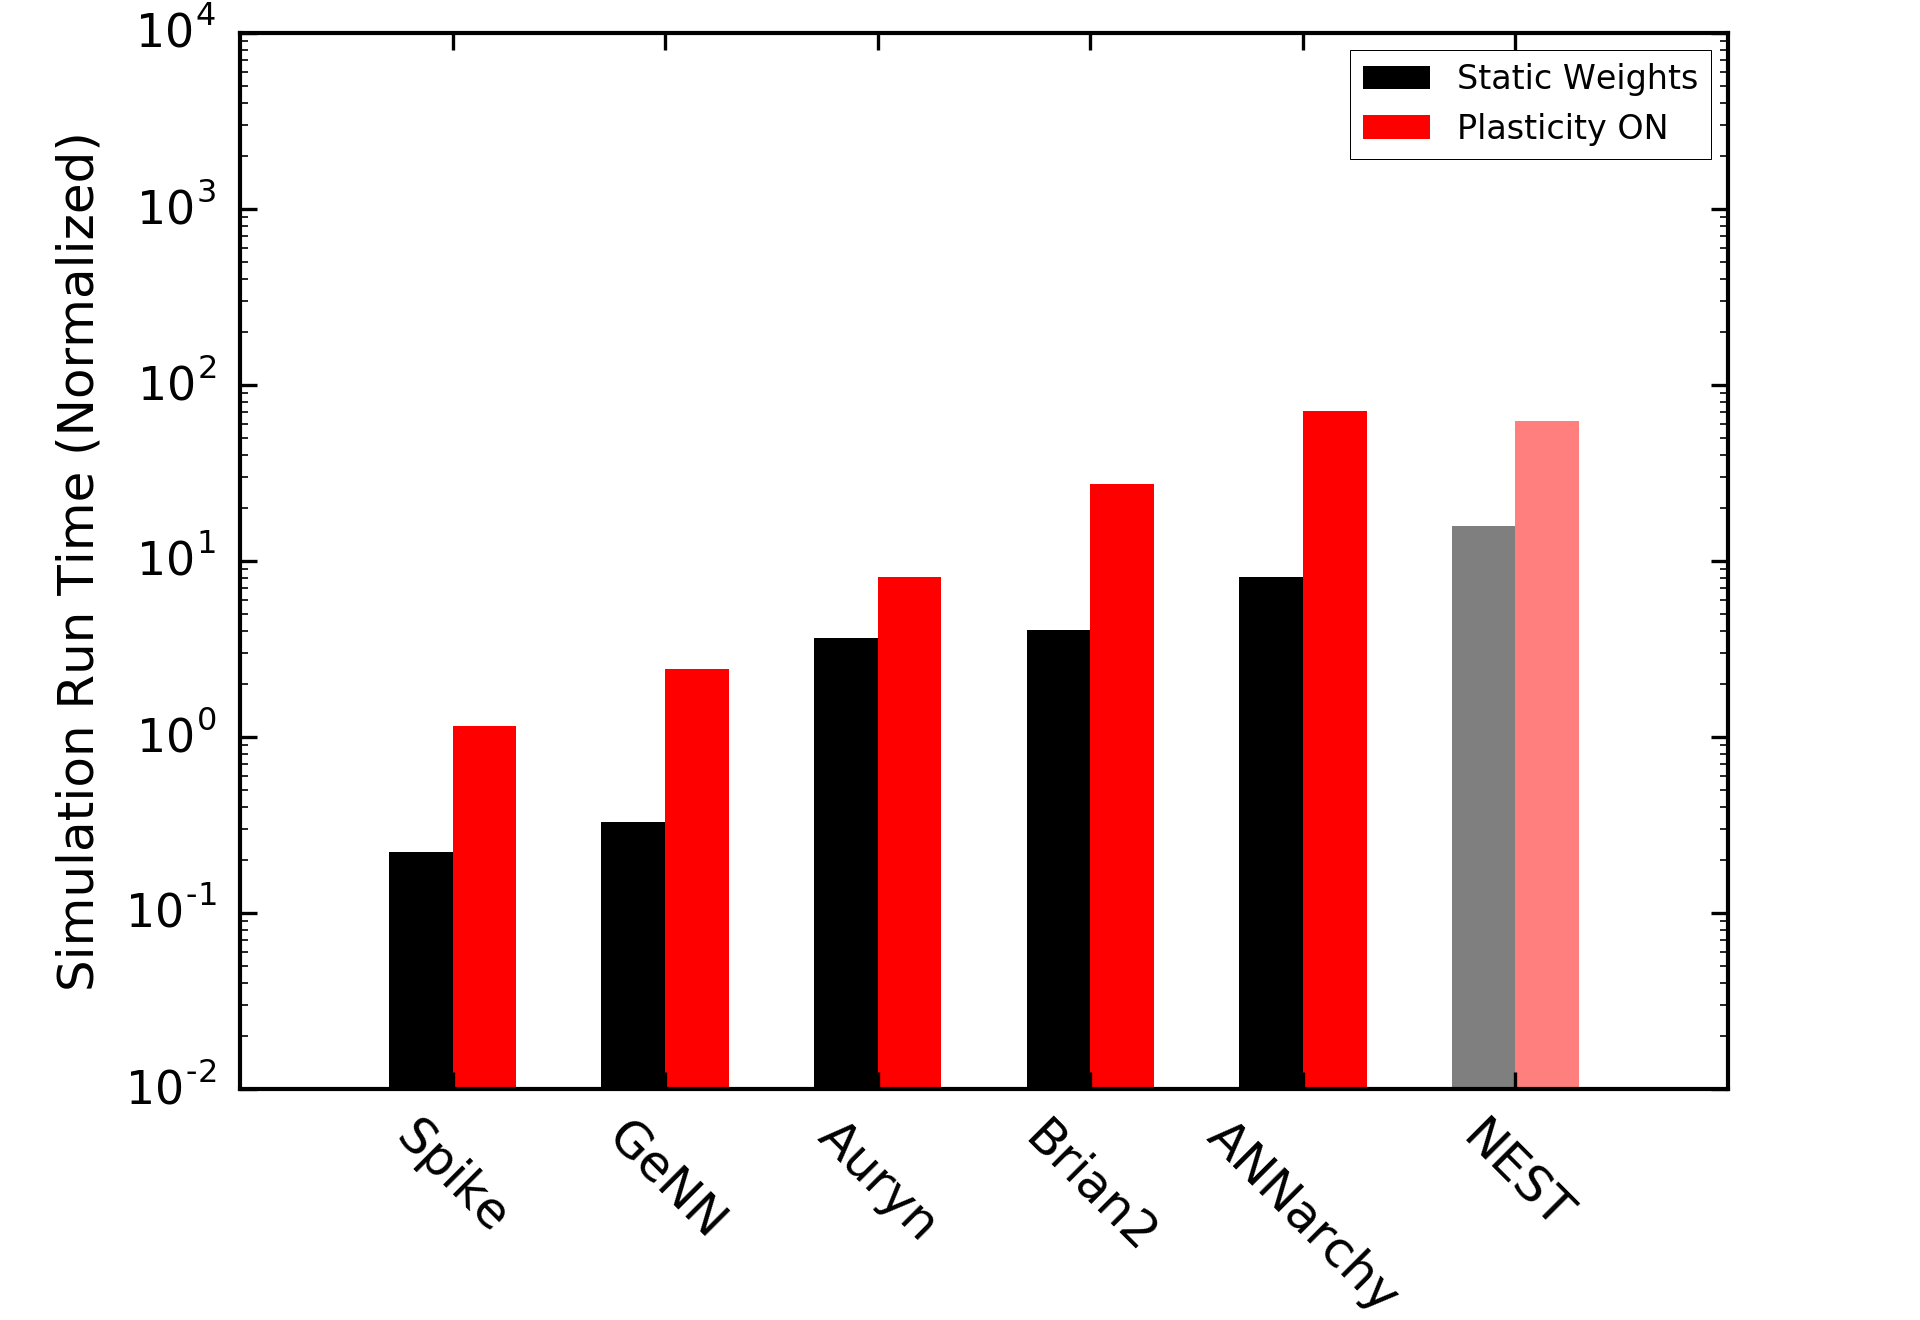 Simulation Run Time (Normalized)
10^4
10^3
10^2
10^1
10^0
10^-1
10^-2
Static Weights
Plasticity ON
Spike
GeNN
Auryn
Brian2
ANNarchy
NEST